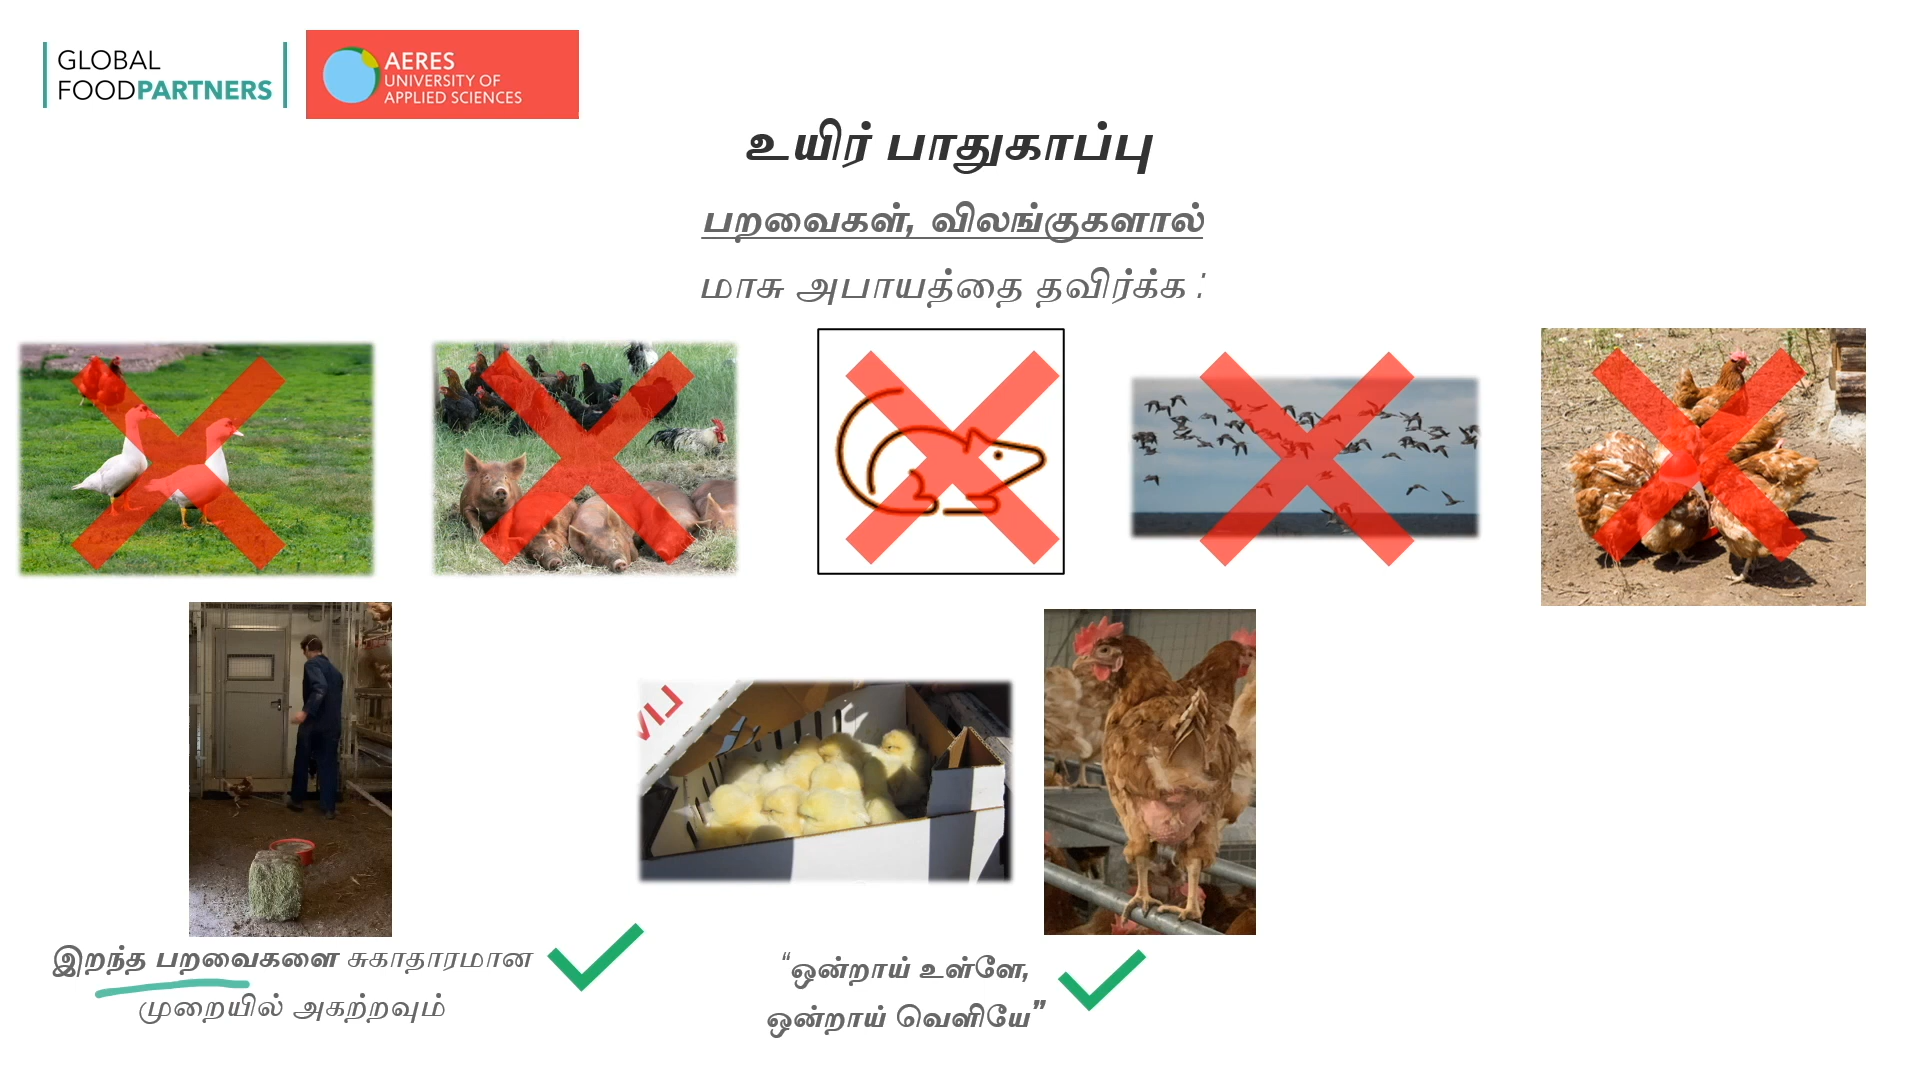 GLOBAL
FOODPARTNERS
AERES
UNIVERSITY OF
APPLIED SCIENCES
உயிர் பாதுகாப்பு
பறவைகள், விலங்குகளால்
மாசு அபாயத்தை தவிர்க்க :
இறந்த பறவைகளை சுகாதாரமான
முறையில் அகற்றவும்
“ஒன்றாய் உள்ளே,
ஒன்றாய் வெளியே”